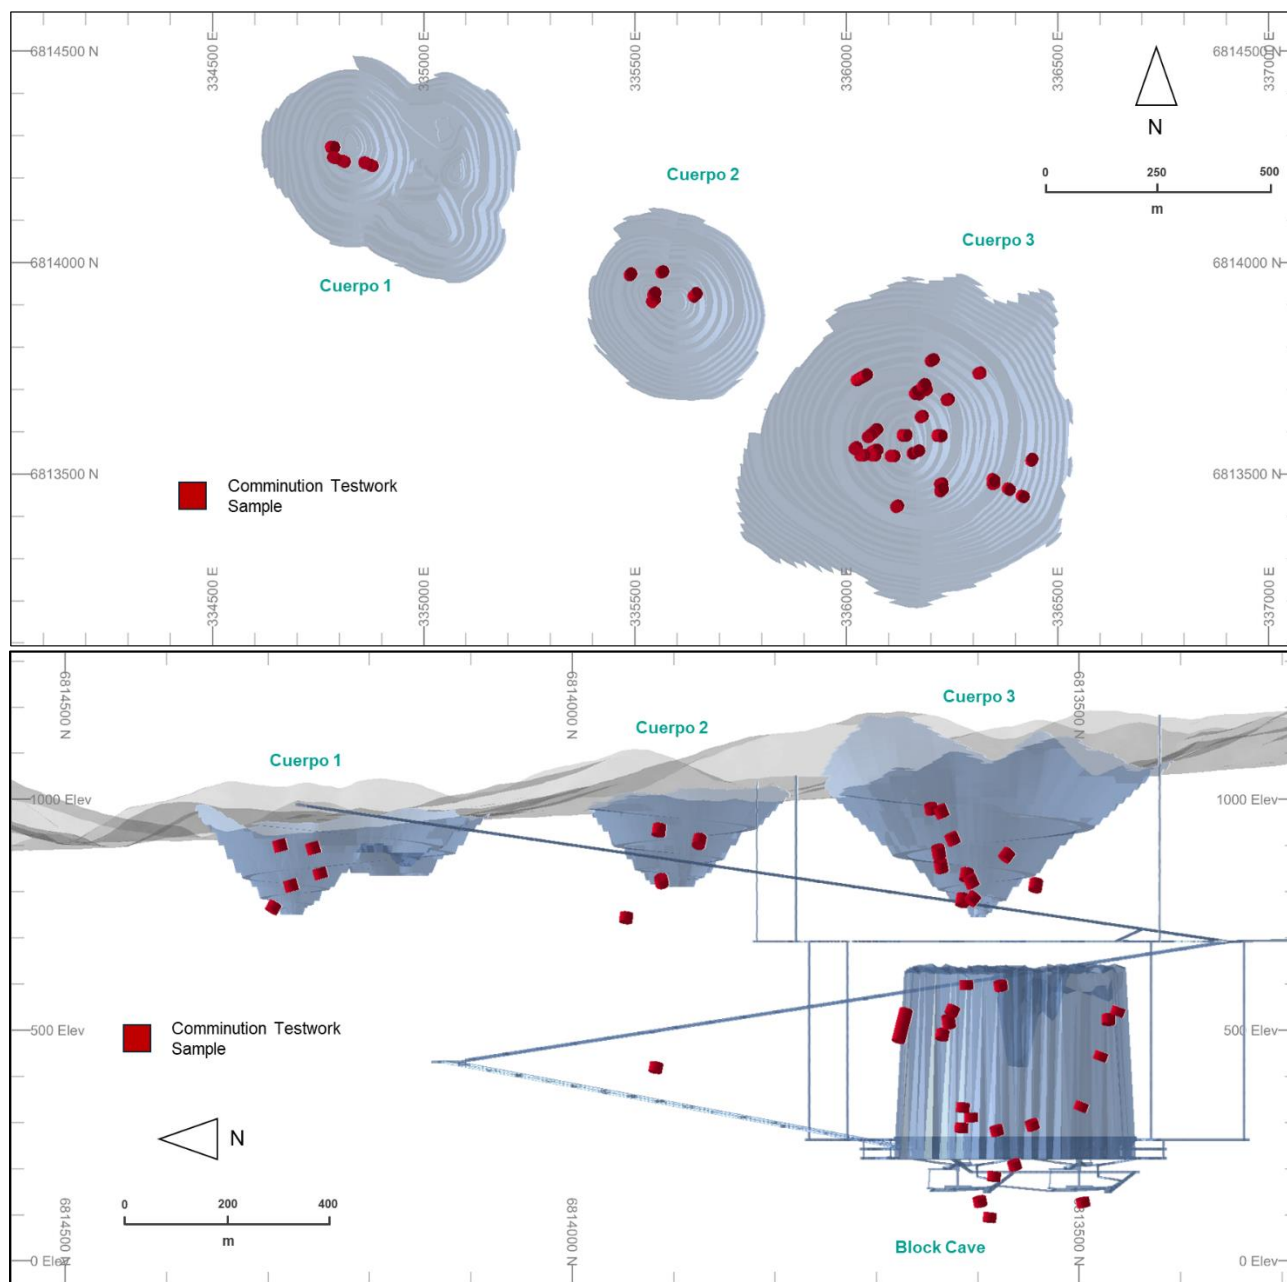 334500 E
335000 E
335500 E
336000 E
336500 E
337000 E
6814500 N
6814500 N
N
0
250
500
m
Cuerpo 2
Cuerpo 3
6814000 N
6814000 N
Cuerpo 1
6813500 N
6813500 N
Comminution Testwork
Sample
334500 E
335000 E
335500 E
336000 E
336500 E
337000 E
6814500 N
6814000 N
6813500 N
Cuerpo 3
Cuerpo 2
Cuerpo 1
1000 Elev
1000 Elev
500 Elev
500 Elev
Comminution Testwork
Sample
N
0
200
400
m
6814500 N
6814000 N
6813500 N
Block Cave
0 Elev
0 Elev